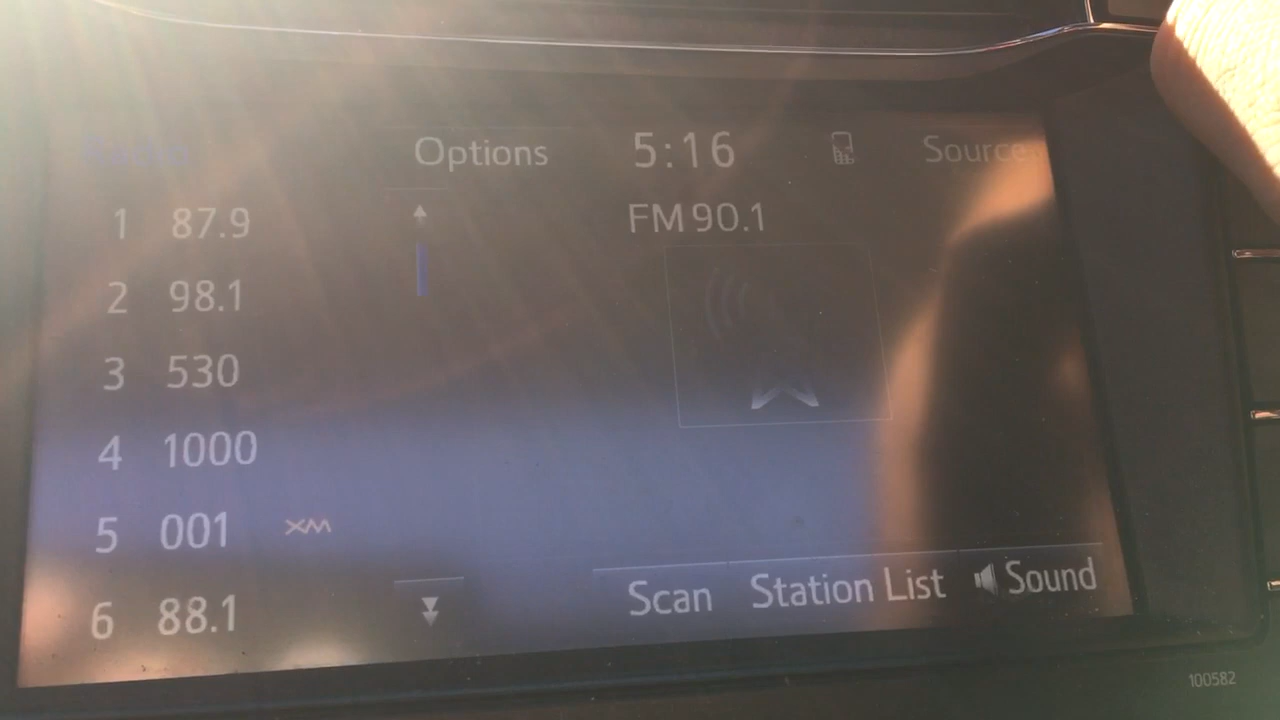 Radio Options 5:16 Source
FM 90.1
1 87.9
2 98.1
3 530
4 1000
5 001 XM
6 88.1
Scan Station List Sound
100582